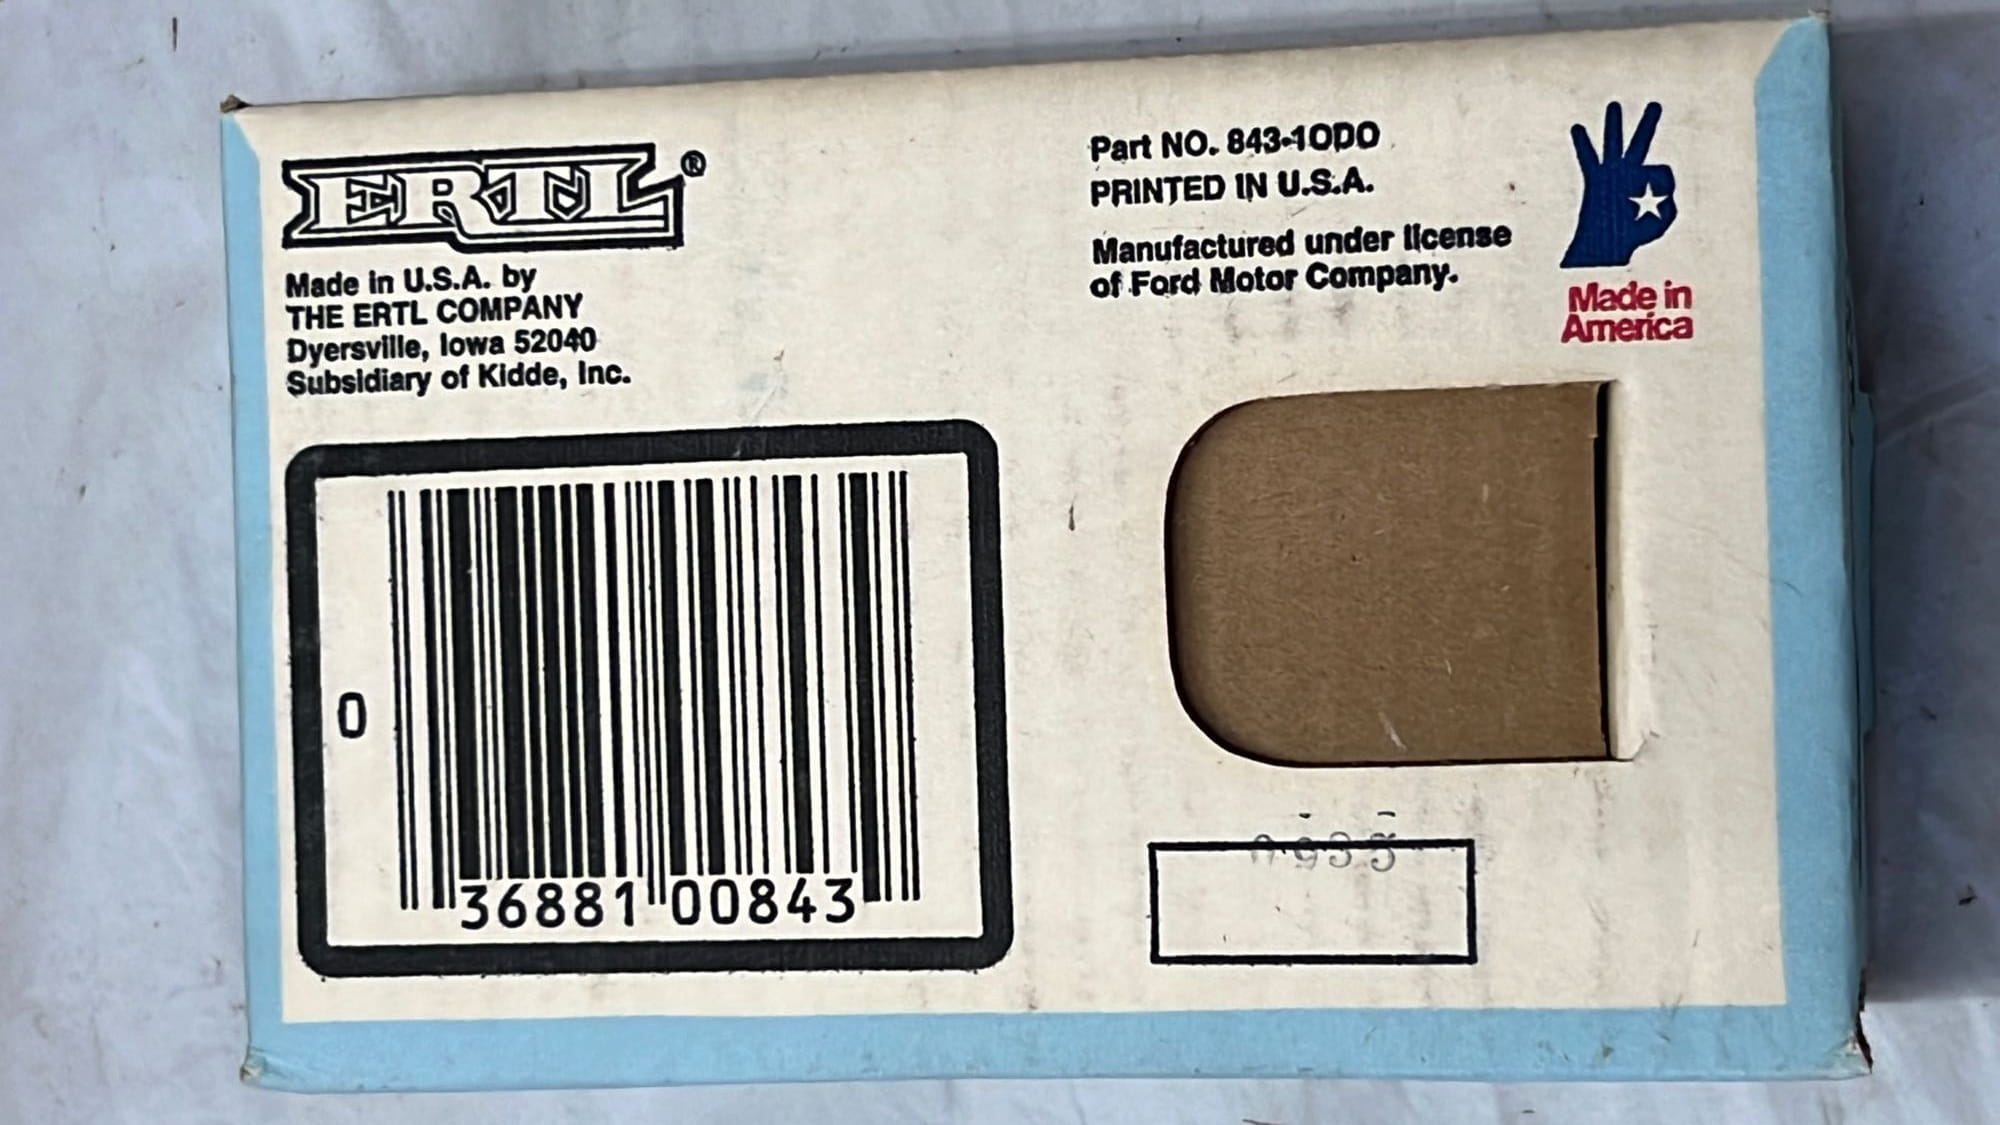 ERTL®
Made in U.S.A. by
THE ERTL COMPANY
Dyersville, Iowa 52040
Subsidiary of Kidde, Inc.
Part NO. 843-10DO
PRINTED IN U.S.A.
Manufactured under license
of Ford Motor Company.
Made in
America
0
36881 00843